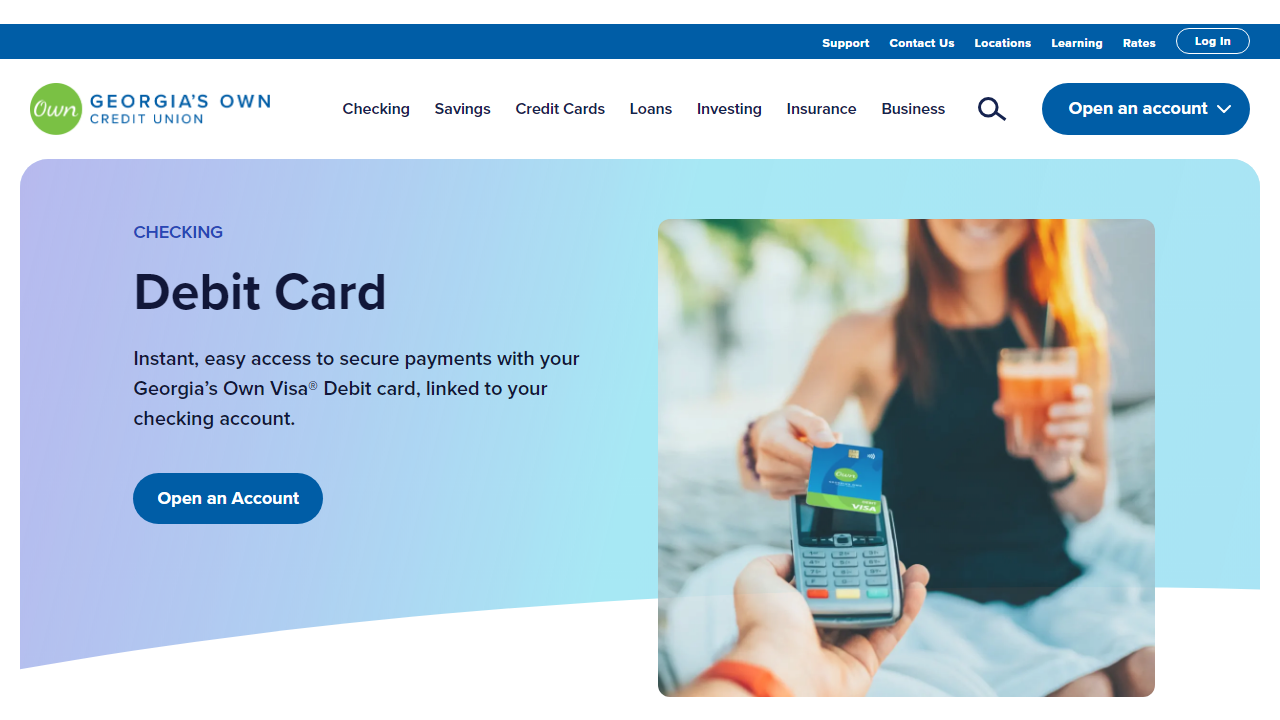 Support Contact Us Locations Learning Rates Log In
Own GEORGIA'S OWN
CREDIT UNION
Checking Savings Credit Cards Loans Investing Insurance Business
Open an account
CHECKING
Debit Card
Instant, easy access to secure payments with your
Georgia’s Own Visa® Debit card, linked to your
checking account.
Open an Account
Own
DEBIT
VISA